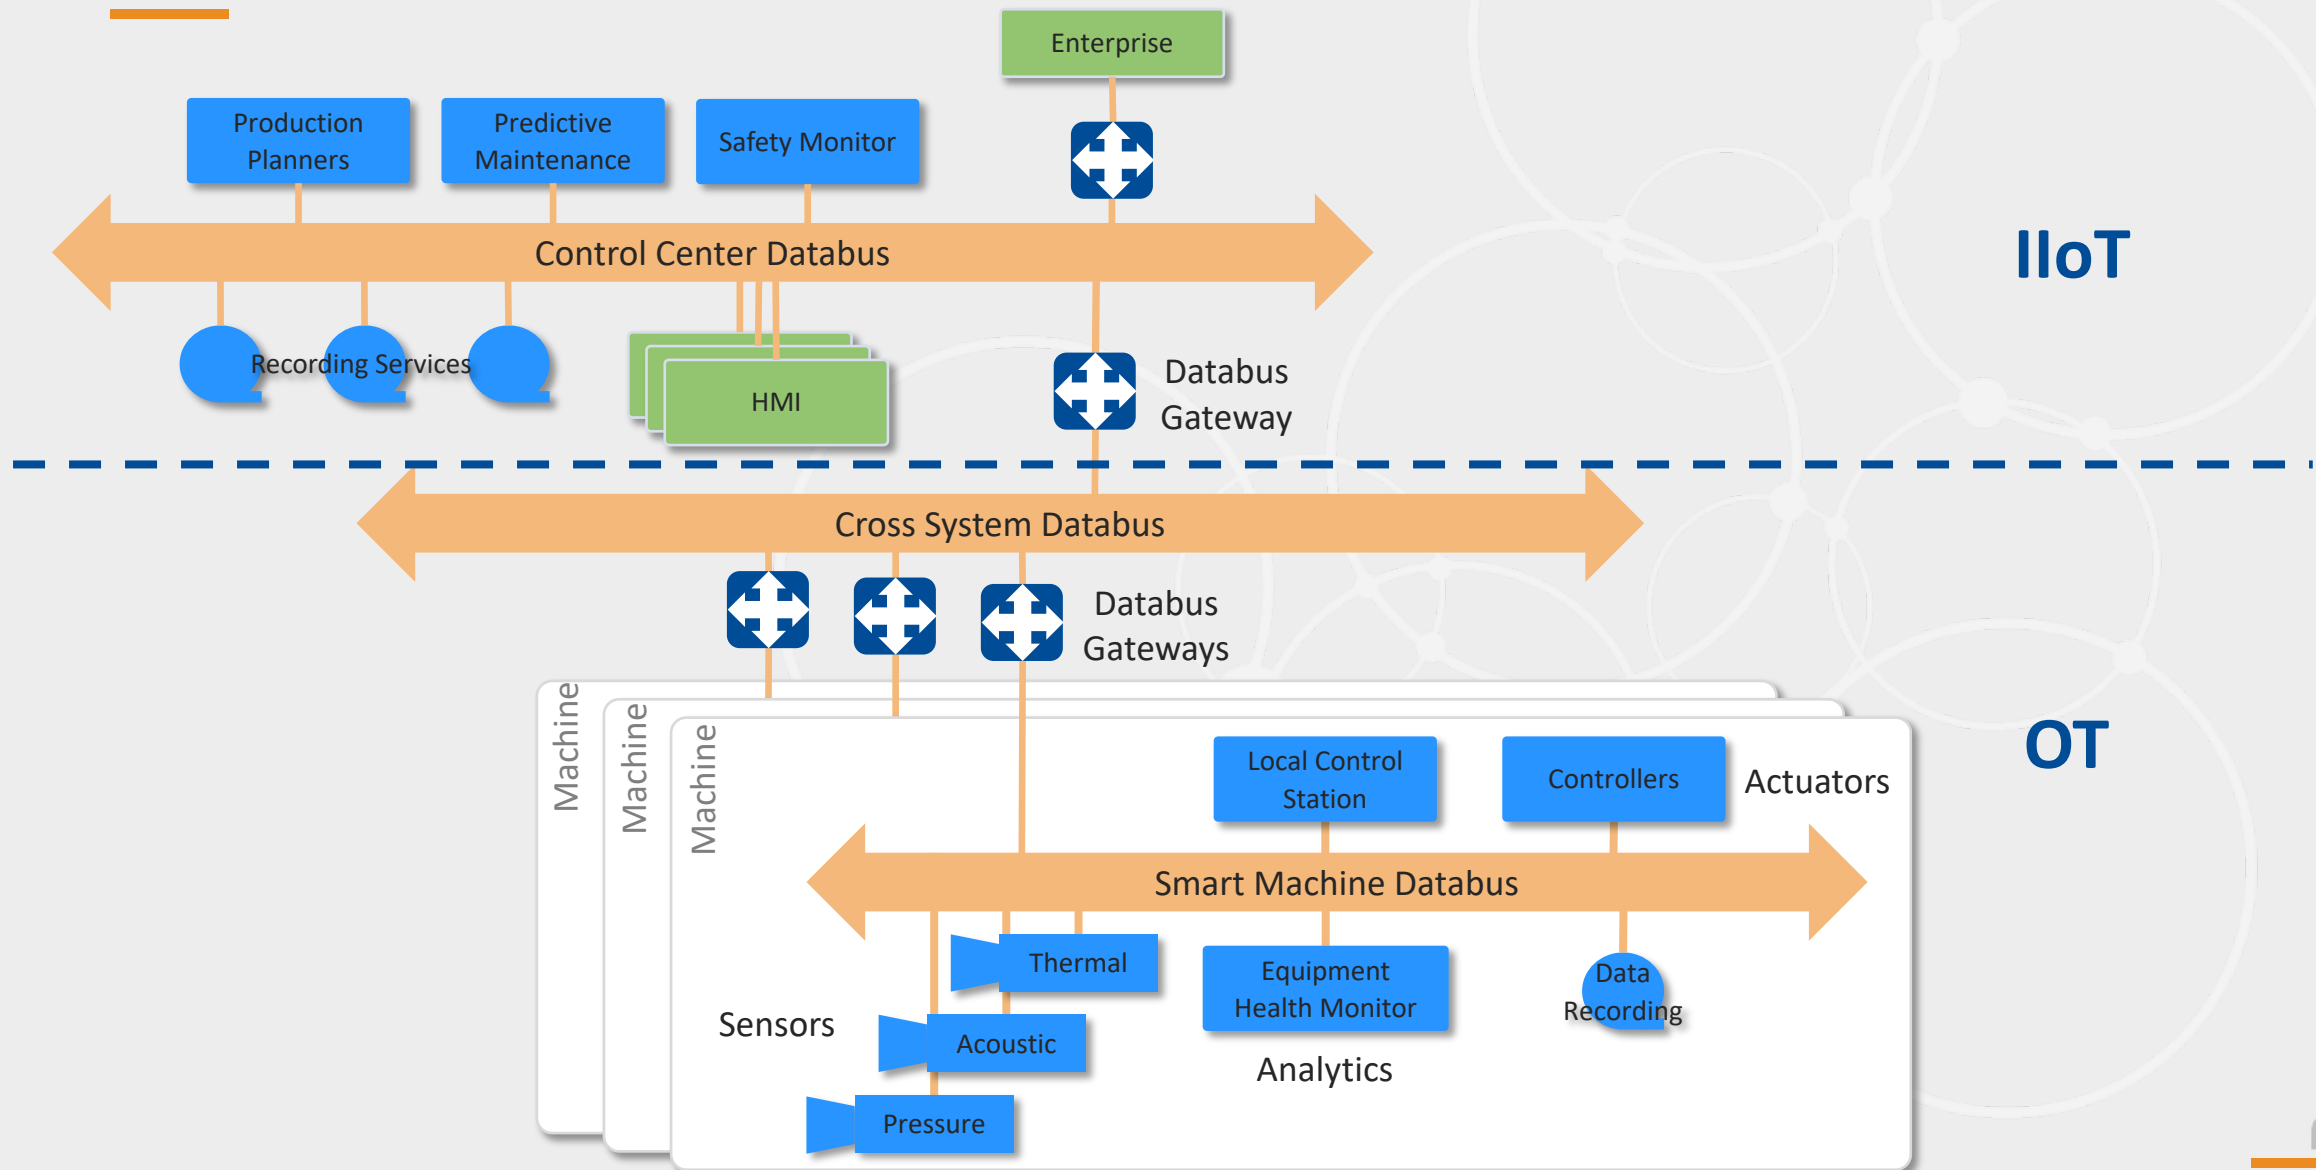 Enterprise
Production
Planners
Predictive
Maintenance
Safety Monitor
Control Center Databus
IIoT
Recording Services
HMI
Databus
Gateway
Cross System Databus
Databus
Gateways
Machine
Machine
Machine
Local Control
Station
Controllers
Actuators
OT
Smart Machine Databus
Thermal
Sensors
Acoustic
Pressure
Equipment
Health Monitor
Analytics
Data
Recording